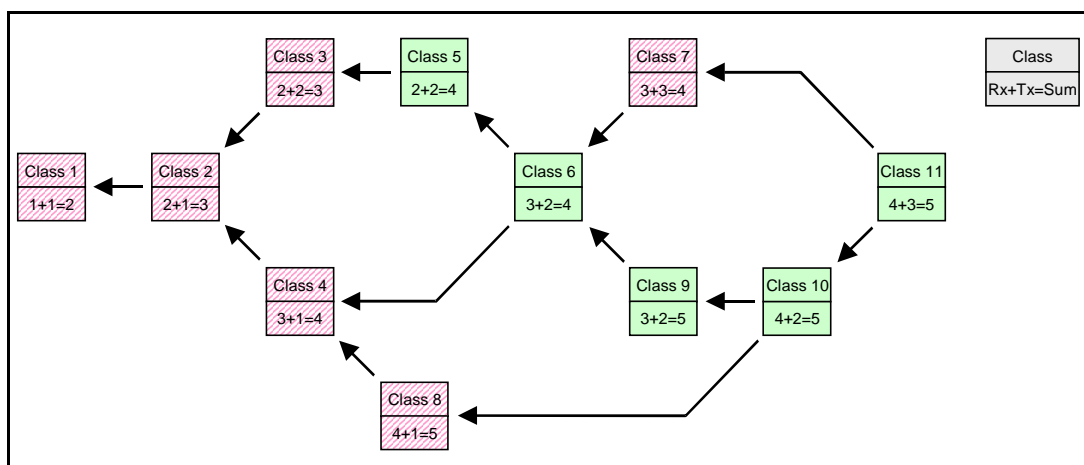 Class 3
2+2=3
Class 5
2+2=4
Class 7
3+3=4
Class
Rx+Tx=Sum
Class 1
1+1=2
Class 2
2+1=3
Class 6
3+2=4
Class 11
4+3=5
Class 4
3+1=4
Class 9
3+2=5
Class 10
4+2=5
Class 8
4+1=5